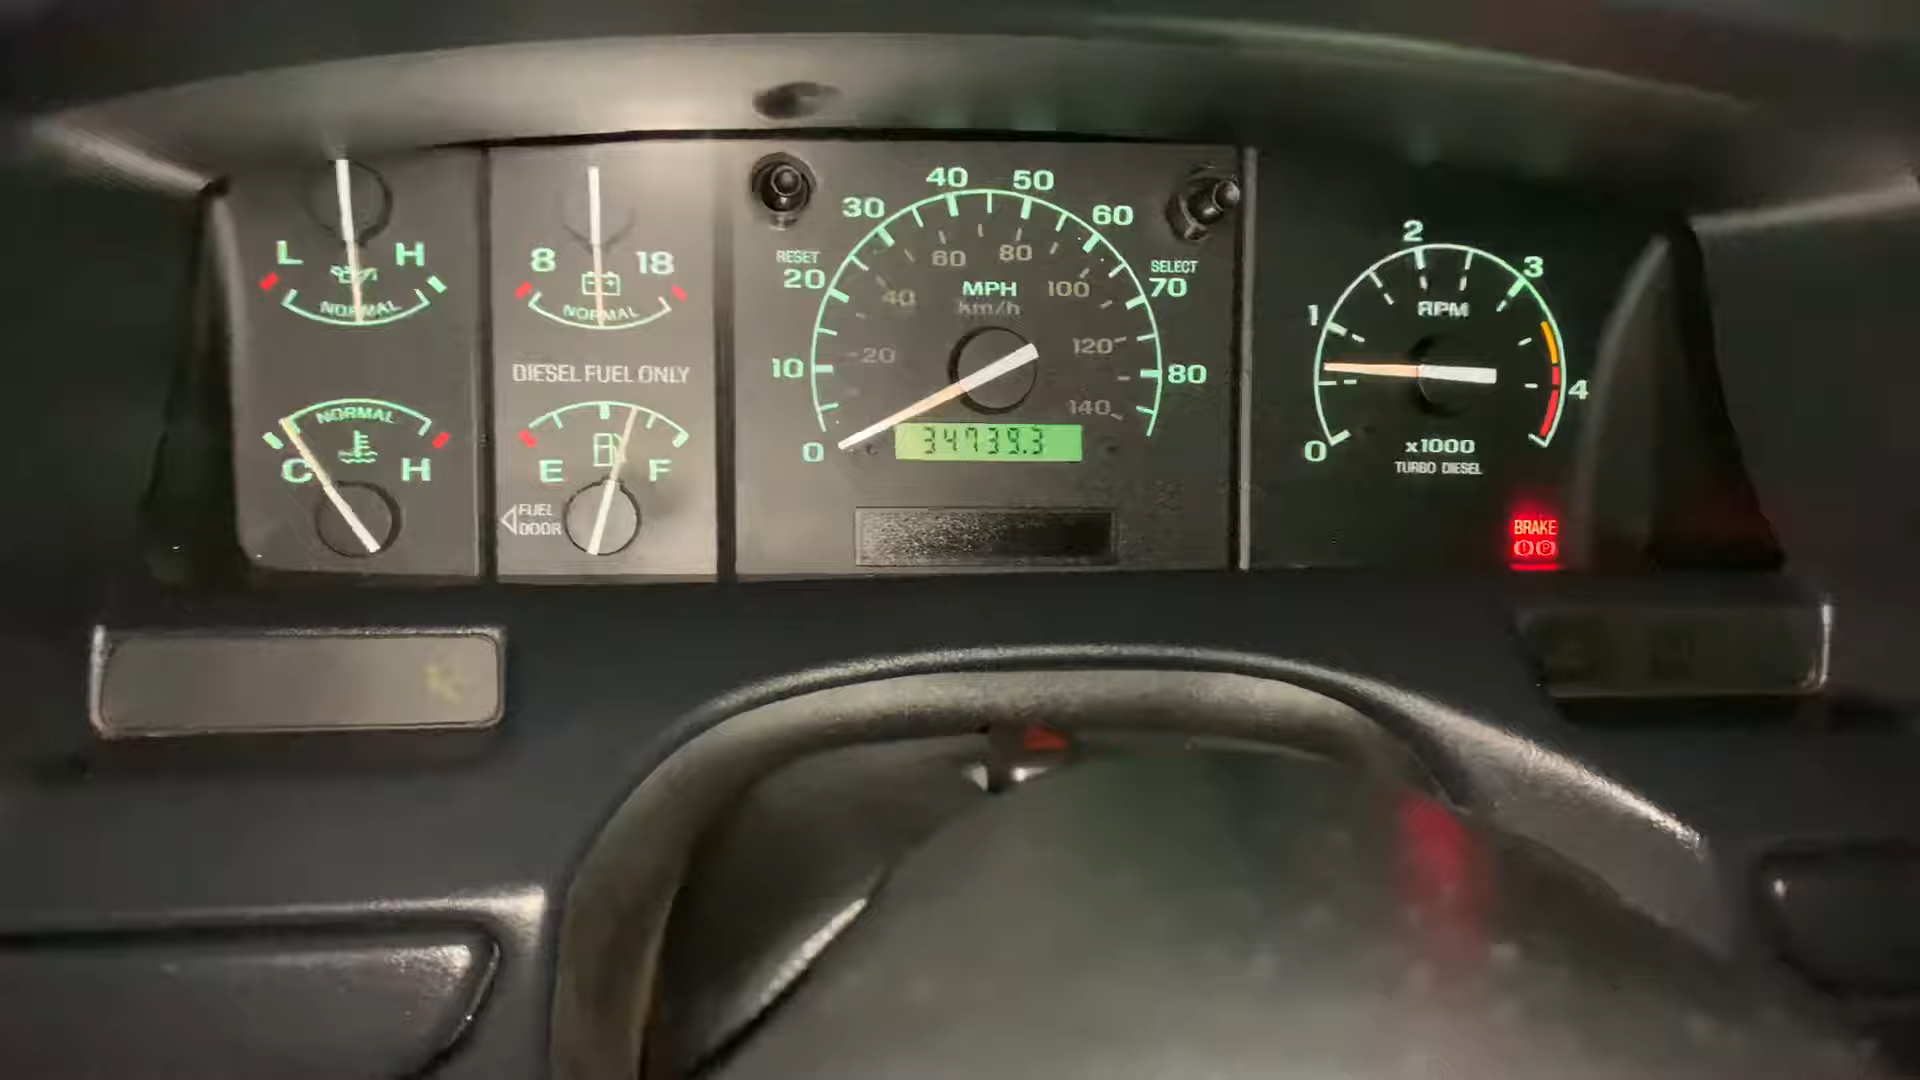 L H
NORMAL
NORMAL
C H
8 18
NORMAL
DIESEL FUEL ONLY
E F
FUEL
DOOR
RESET
SELECT
0 10 20 30 40 50 60 70 80
20 40 60 80 100 120 140
MPH
km/h
34739.3
0 1 2 3 4
RPM
x1000
TURBO DIESEL
BRAKE
(!) (P)